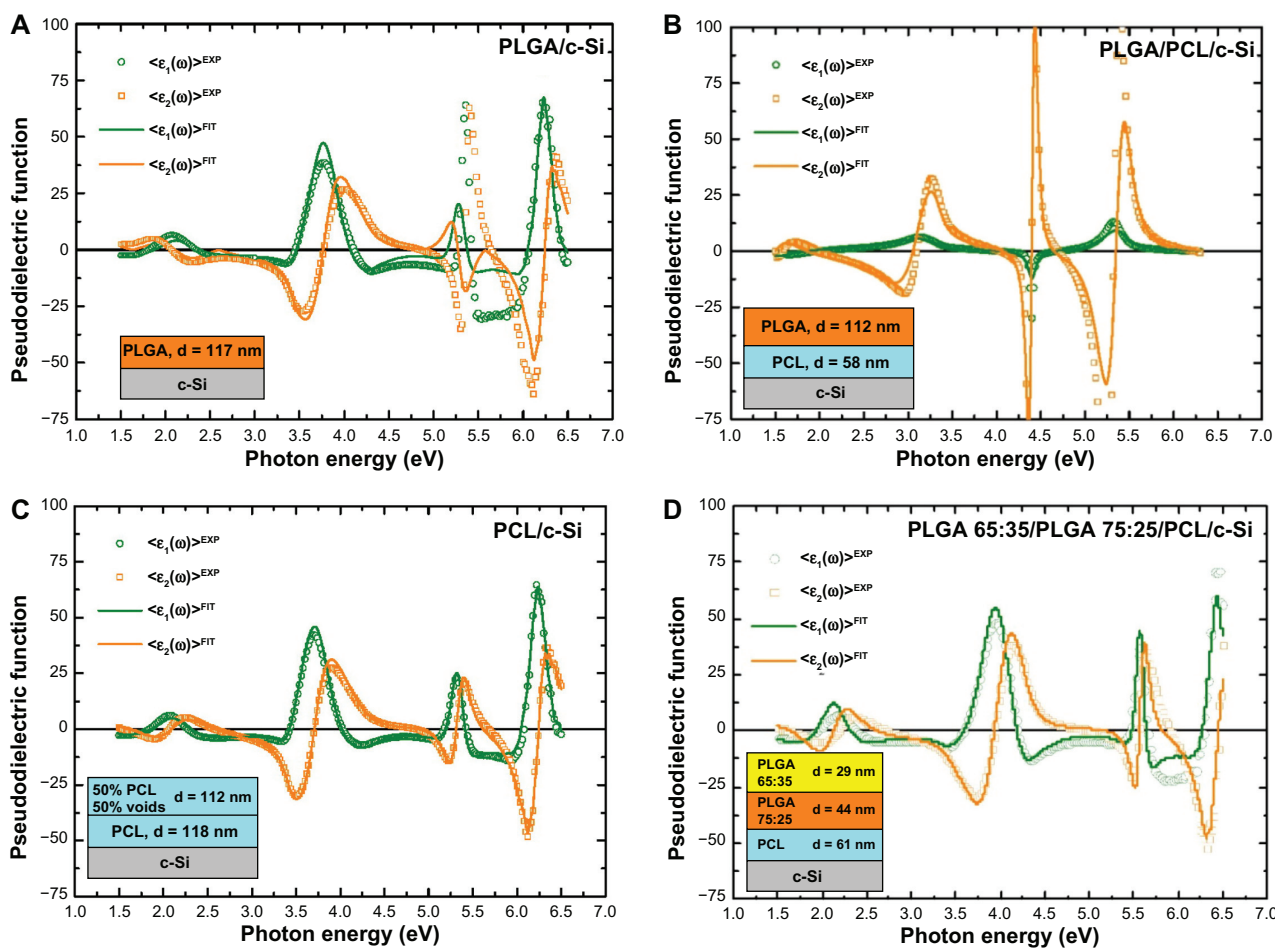 A
PLGA/c-Si
<ε1(ω)>EXP
<ε2(ω)>EXP
<ε1(ω)>FIT
<ε2(ω)>FIT
Pseudodielectric function
100
75
50
25
0
−25
−50
−75
PLGA, d = 117 nm
c-Si
1.0 1.5 2.0 2.5 3.0 3.5 4.0 4.5 5.0 5.5 6.0 6.5 7.0
Photon energy (eV)
B
PLGA/PCL/c-Si
<ε1(ω)>EXP
<ε2(ω)>EXP
<ε1(ω)>FIT
<ε2(ω)>FIT
Pseudodielectric function
100
75
50
25
0
−25
−50
−75
PLGA, d = 112 nm
PCL, d = 58 nm
c-Si
1.0 1.5 2.0 2.5 3.0 3.5 4.0 4.5 5.0 5.5 6.0 6.5 7.0
Photon energy (eV)
C
PCL/c-Si
<ε1(ω)>EXP
<ε2(ω)>EXP
<ε1(ω)>FIT
<ε2(ω)>FIT
Pseudodielectric function
100
75
50
25
0
−25
−50
−75
50% PCL
50% voids
d = 112 nm
PCL, d = 118 nm
c-Si
1.0 1.5 2.0 2.5 3.0 3.5 4.0 4.5 5.0 5.5 6.0 6.5 7.0
Photon energy (eV)
D
PLGA 65:35/PLGA 75:25/PCL/c-Si
<ε1(ω)>EXP
<ε2(ω)>EXP
<ε1(ω)>FIT
<ε2(ω)>FIT
Pseudodielectric function
100
75
50
25
0
−25
−50
−75
PLGA
65:35
d = 29 nm
PLGA
75:25
d = 44 nm
PCL d = 61 nm
c-Si
1.0 1.5 2.0 2.5 3.0 3.5 4.0 4.5 5.0 5.5 6.0 6.5 7.0
Photon energy (eV)